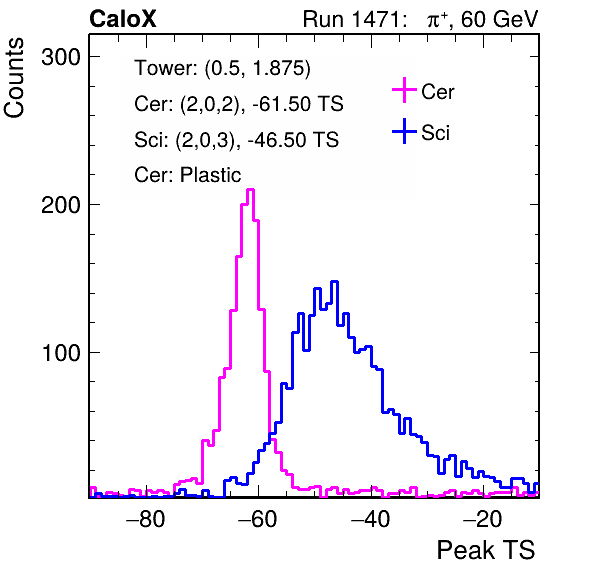 CaloX Run 1471: π⁺, 60 GeV
Counts
Tower: (0.5, 1.875)
Cer: (2,0,2), -61.50 TS
Sci: (2,0,3), -46.50 TS
Cer: Plastic
Cer
Sci
300
200
100
−80 −60 −40 −20
Peak TS